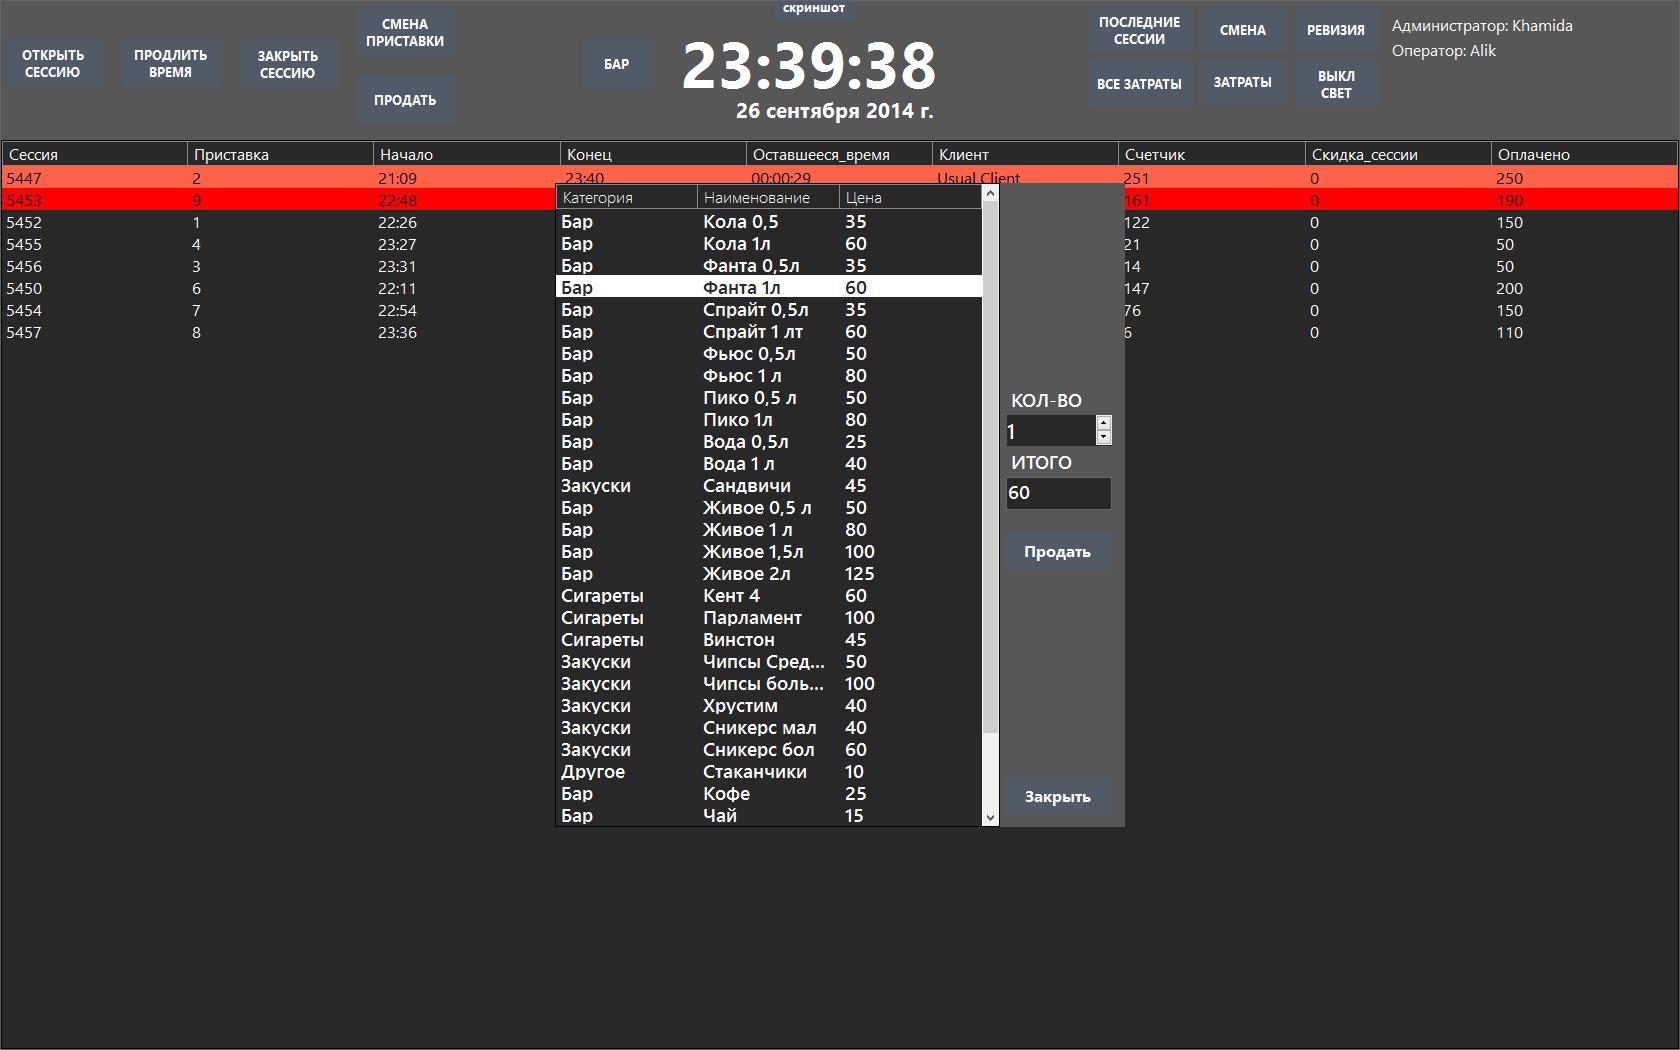 скриншот
ОТКРЫТЬ
СЕССИЮ
ПРОДЛИТЬ
ВРЕМЯ
ЗАКРЫТЬ
СЕССИЮ
СМЕНА
ПРИСТАВКИ
ПРОДАТЬ
БАР
23:39:38
26 сентября 2014 г.
ПОСЛЕДНИЕ
СЕССИИ
СМЕНА
РЕВИЗИЯ
ВСЕ ЗАТРАТЫ
ЗАТРАТЫ
ВЫКЛ
СВЕТ
Администратор: Khamida
Оператор: Alik
Сессия Приставка Начало Конец Оставшееся_время Клиент Счетчик Скидка_сессии Оплачено
5447 2 21:09 23:40 00:00:29 Usual Client 251 0 250
5453 9 22:48 161 0 190
5452 1 22:26 122 0 150
5455 4 23:27 21 0 50
5456 3 23:31 14 0 50
5450 6 22:11 147 0 200
5454 7 22:54 76 0 150
5457 8 23:36 6 0 110
Категория Наименование Цена
Бар Кола 0,5 35
Бар Кола 1л 60
Бар Фанта 0,5л 35
Бар Фанта 1л 60
Бар Спрайт 0,5л 35
Бар Спрайт 1 лт 60
Бар Фьюс 0,5л 50
Бар Фьюс 1 л 80
Бар Пико 0,5 л 50
Бар Пико 1л 80
Бар Вода 0,5л 25
Бар Вода 1 л 40
Закуски Сандвичи 45
Бар Живое 0,5 л 50
Бар Живое 1 л 80
Бар Живое 1,5л 100
Бар Живое 2л 125
Сигареты Кент 4 60
Сигареты Парламент 100
Сигареты Винстон 45
Закуски Чипсы Сред... 50
Закуски Чипсы боль... 100
Закуски Хрустим 40
Закуски Сникерс мал 40
Закуски Сникерс бол 60
Другое Стаканчики 10
Бар Кофе 25
Бар Чай 15
КОЛ-ВО
1
ИТОГО
60
Продать
Закрыть